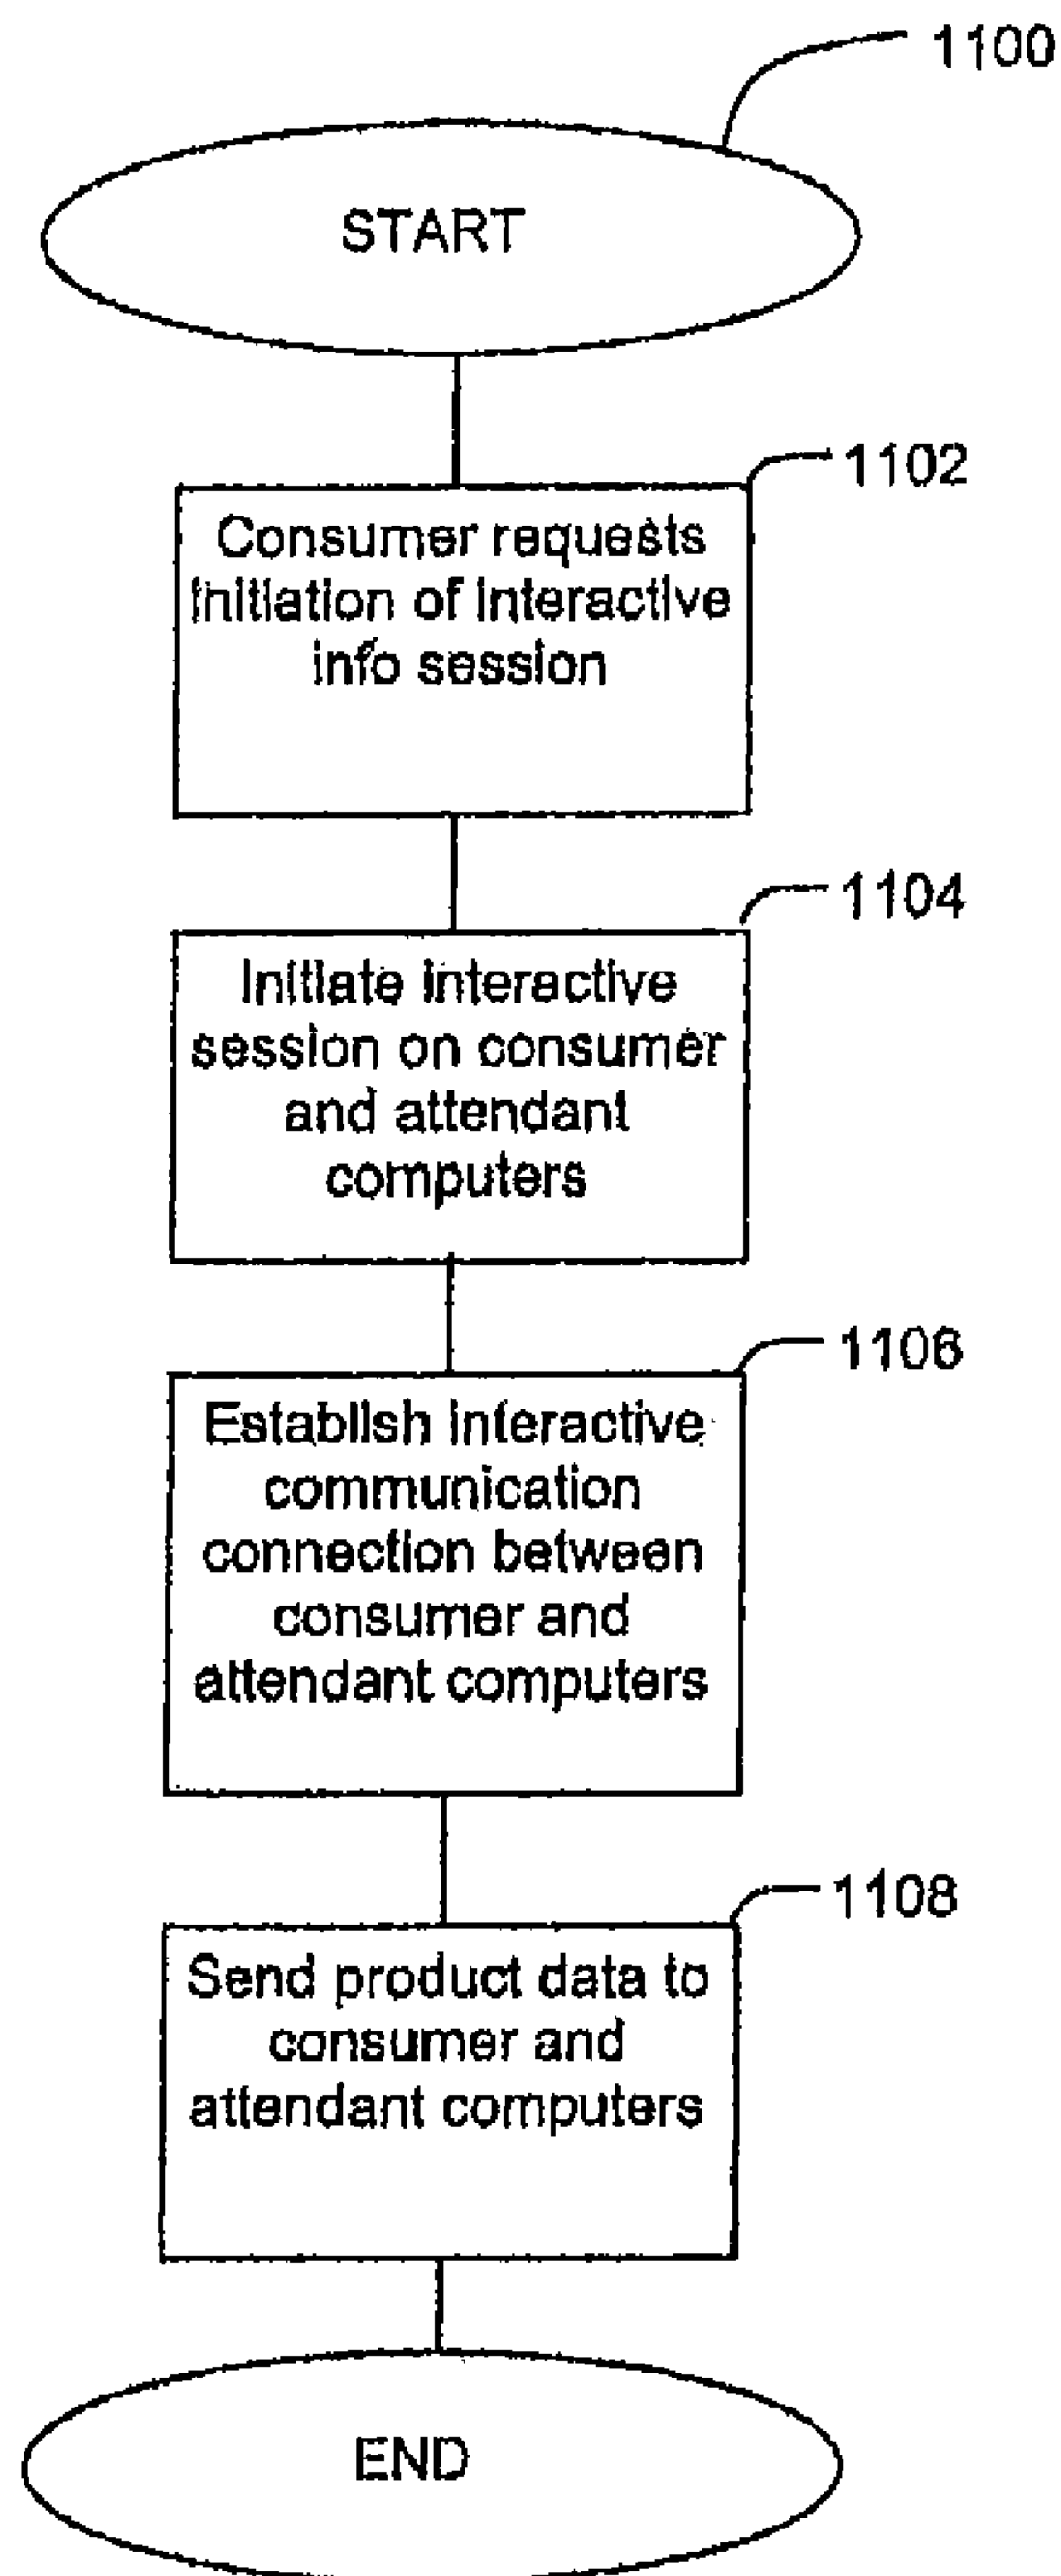 1100
START
1102
Consumer requests
initiation of interactive
info session
1104
Initiate interactive
session on consumer
and attendant
computers
1106
Establish interactive
communication
connection between
consumer and
attendant computers
1108
Send product data to
consumer and
attendant computers
END